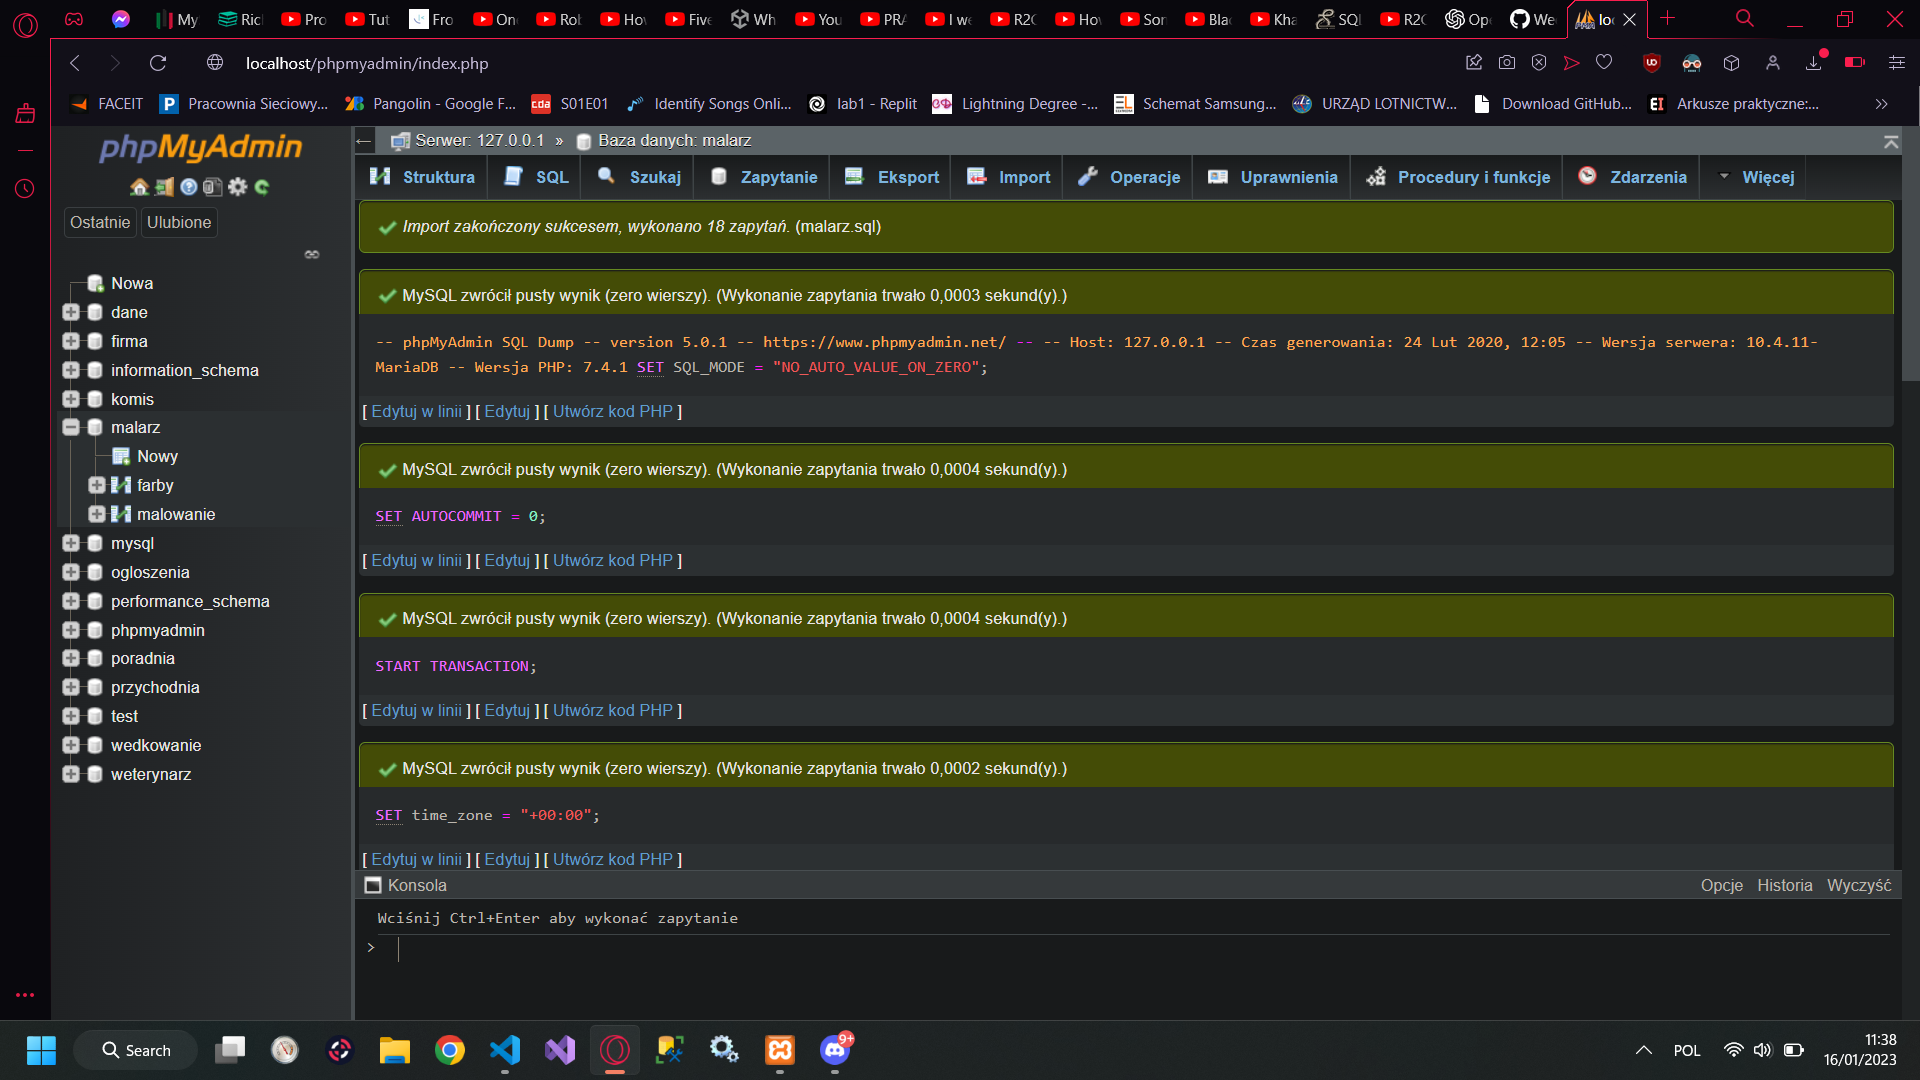 My
Ric
Pro
Tut
Fro
On
Rob
Hov
Five
Wh
You
PRA
I we
R2
Hov
Sor
Blac
Kha
SQL
R2
Ope
Wee
lo
localhost/phpmyadmin/index.php
FACEIT
Pracownia Sieciowy...
Pangolin - Google F...
S01E01
Identify Songs Onli...
lab1 - Replit
Lightning Degree -...
Schemat Samsung...
URZĄD LOTNICTW...
Download GitHub...
Arkusze praktyczne:...
phpMyAdmin
Ostatnie
Ulubione
Nowa
dane
firma
information_schema
komis
malarz
Nowy
farby
malowanie
mysql
ogloszenia
performance_schema
phpmyadmin
poradnia
przychodnia
test
wedkowanie
weterynarz
Serwer: 127.0.0.1 » Baza danych: malarz
Struktura
SQL
Szukaj
Zapytanie
Eksport
Import
Operacje
Uprawnienia
Procedury i funkcje
Zdarzenia
Więcej
Import zakończony sukcesem, wykonano 18 zapytań. (malarz.sql)
MySQL zwrócił pusty wynik (zero wierszy). (Wykonanie zapytania trwało 0,0003 sekund(y).)
-- phpMyAdmin SQL Dump -- version 5.0.1 -- https://www.phpmyadmin.net/ -- -- Host: 127.0.0.1 -- Czas generowania: 24 Lut 2020, 12:05 -- Wersja serwera: 10.4.11-
MariaDB -- Wersja PHP: 7.4.1 SET SQL_MODE = "NO_AUTO_VALUE_ON_ZERO";
[ Edytuj w linii ] [ Edytuj ] [ Utwórz kod PHP ]
MySQL zwrócił pusty wynik (zero wierszy). (Wykonanie zapytania trwało 0,0004 sekund(y).)
SET AUTOCOMMIT = 0;
[ Edytuj w linii ] [ Edytuj ] [ Utwórz kod PHP ]
MySQL zwrócił pusty wynik (zero wierszy). (Wykonanie zapytania trwało 0,0004 sekund(y).)
START TRANSACTION;
[ Edytuj w linii ] [ Edytuj ] [ Utwórz kod PHP ]
MySQL zwrócił pusty wynik (zero wierszy). (Wykonanie zapytania trwało 0,0002 sekund(y).)
SET time_zone = "+00:00";
[ Edytuj w linii ] [ Edytuj ] [ Utwórz kod PHP ]
Konsola
Opcje
Historia
Wyczyść
Wciśnij Ctrl+Enter aby wykonać zapytanie
>
Search
9+
POL
11:38
16/01/2023